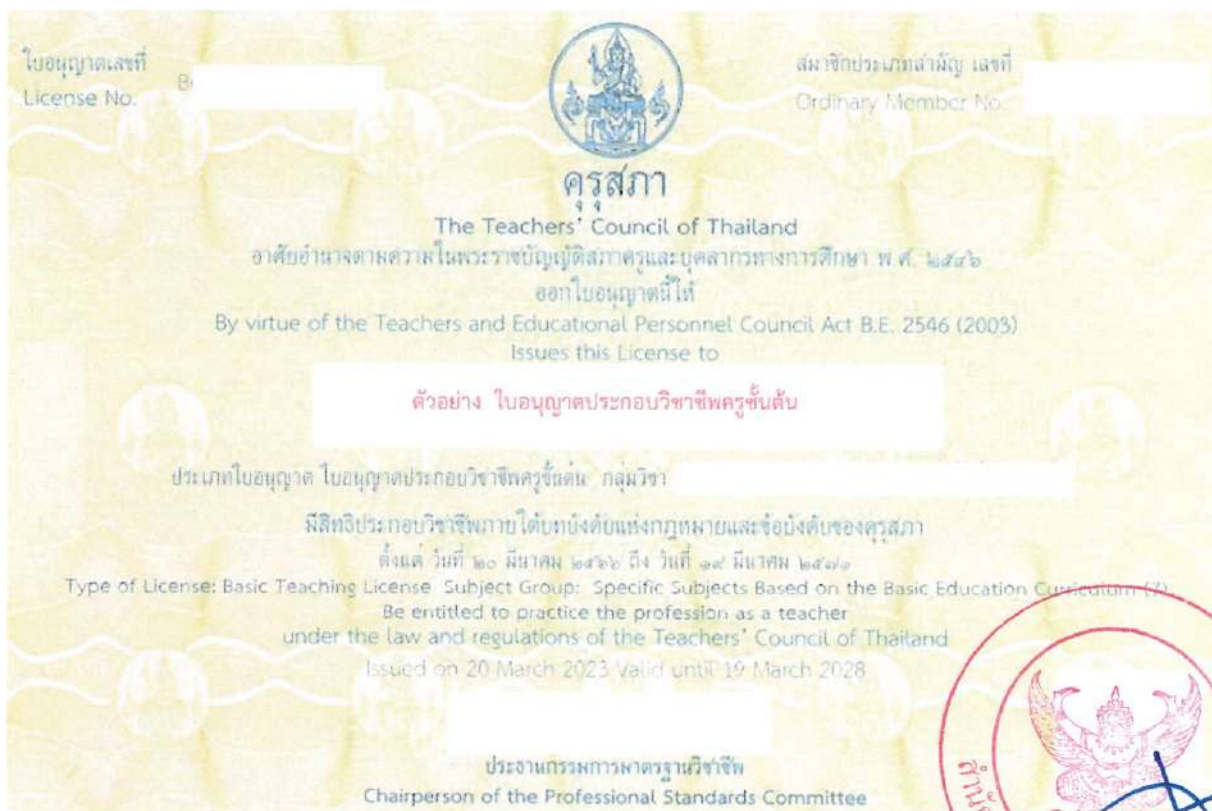 ใบอนุญาตเลขที่
License No.
สมาชิกประเภทสามัญ เลขที่
Ordinary Member No.
คุรุสภา
The Teachers' Council of Thailand
อาศัยอำนาจตามความในพระราชบัญญัติสภาครูและบุคลากรทางการศึกษา พ.ศ. ๒๕๔๖
ออกใบอนุญาตนี้ให้
By virtue of the Teachers and Educational Personnel Council Act B.E. 2546 (2003)
Issues this License to
ตัวอย่าง ใบอนุญาตประกอบวิชาชีพครูชั้นต้น
ประเภทใบอนุญาต ใบอนุญาตประกอบวิชาชีพครูชั้นต้น กลุ่มวิชา
มีสิทธิประกอบวิชาชีพภายใต้บทบังคับแห่งกฎหมายและข้อบังคับของคุรุสภา
ตั้งแต่ วันที่ ๒๐ มีนาคม ๒๕๖๖ ถึง วันที่ ๑๙ มีนาคม ๒๕๗๑
Type of License: Basic Teaching License Subject Group: Specific Subjects Based on the Basic Education Curriculum (7)
Be entitled to practice the profession as a teacher
under the law and regulations of the Teachers' Council of Thailand
Issued on 20 March 2023 Valid until 19 March 2028
ประธานกรรมการมาตรฐานวิชาชีพ
Chairperson of the Professional Standards Committee